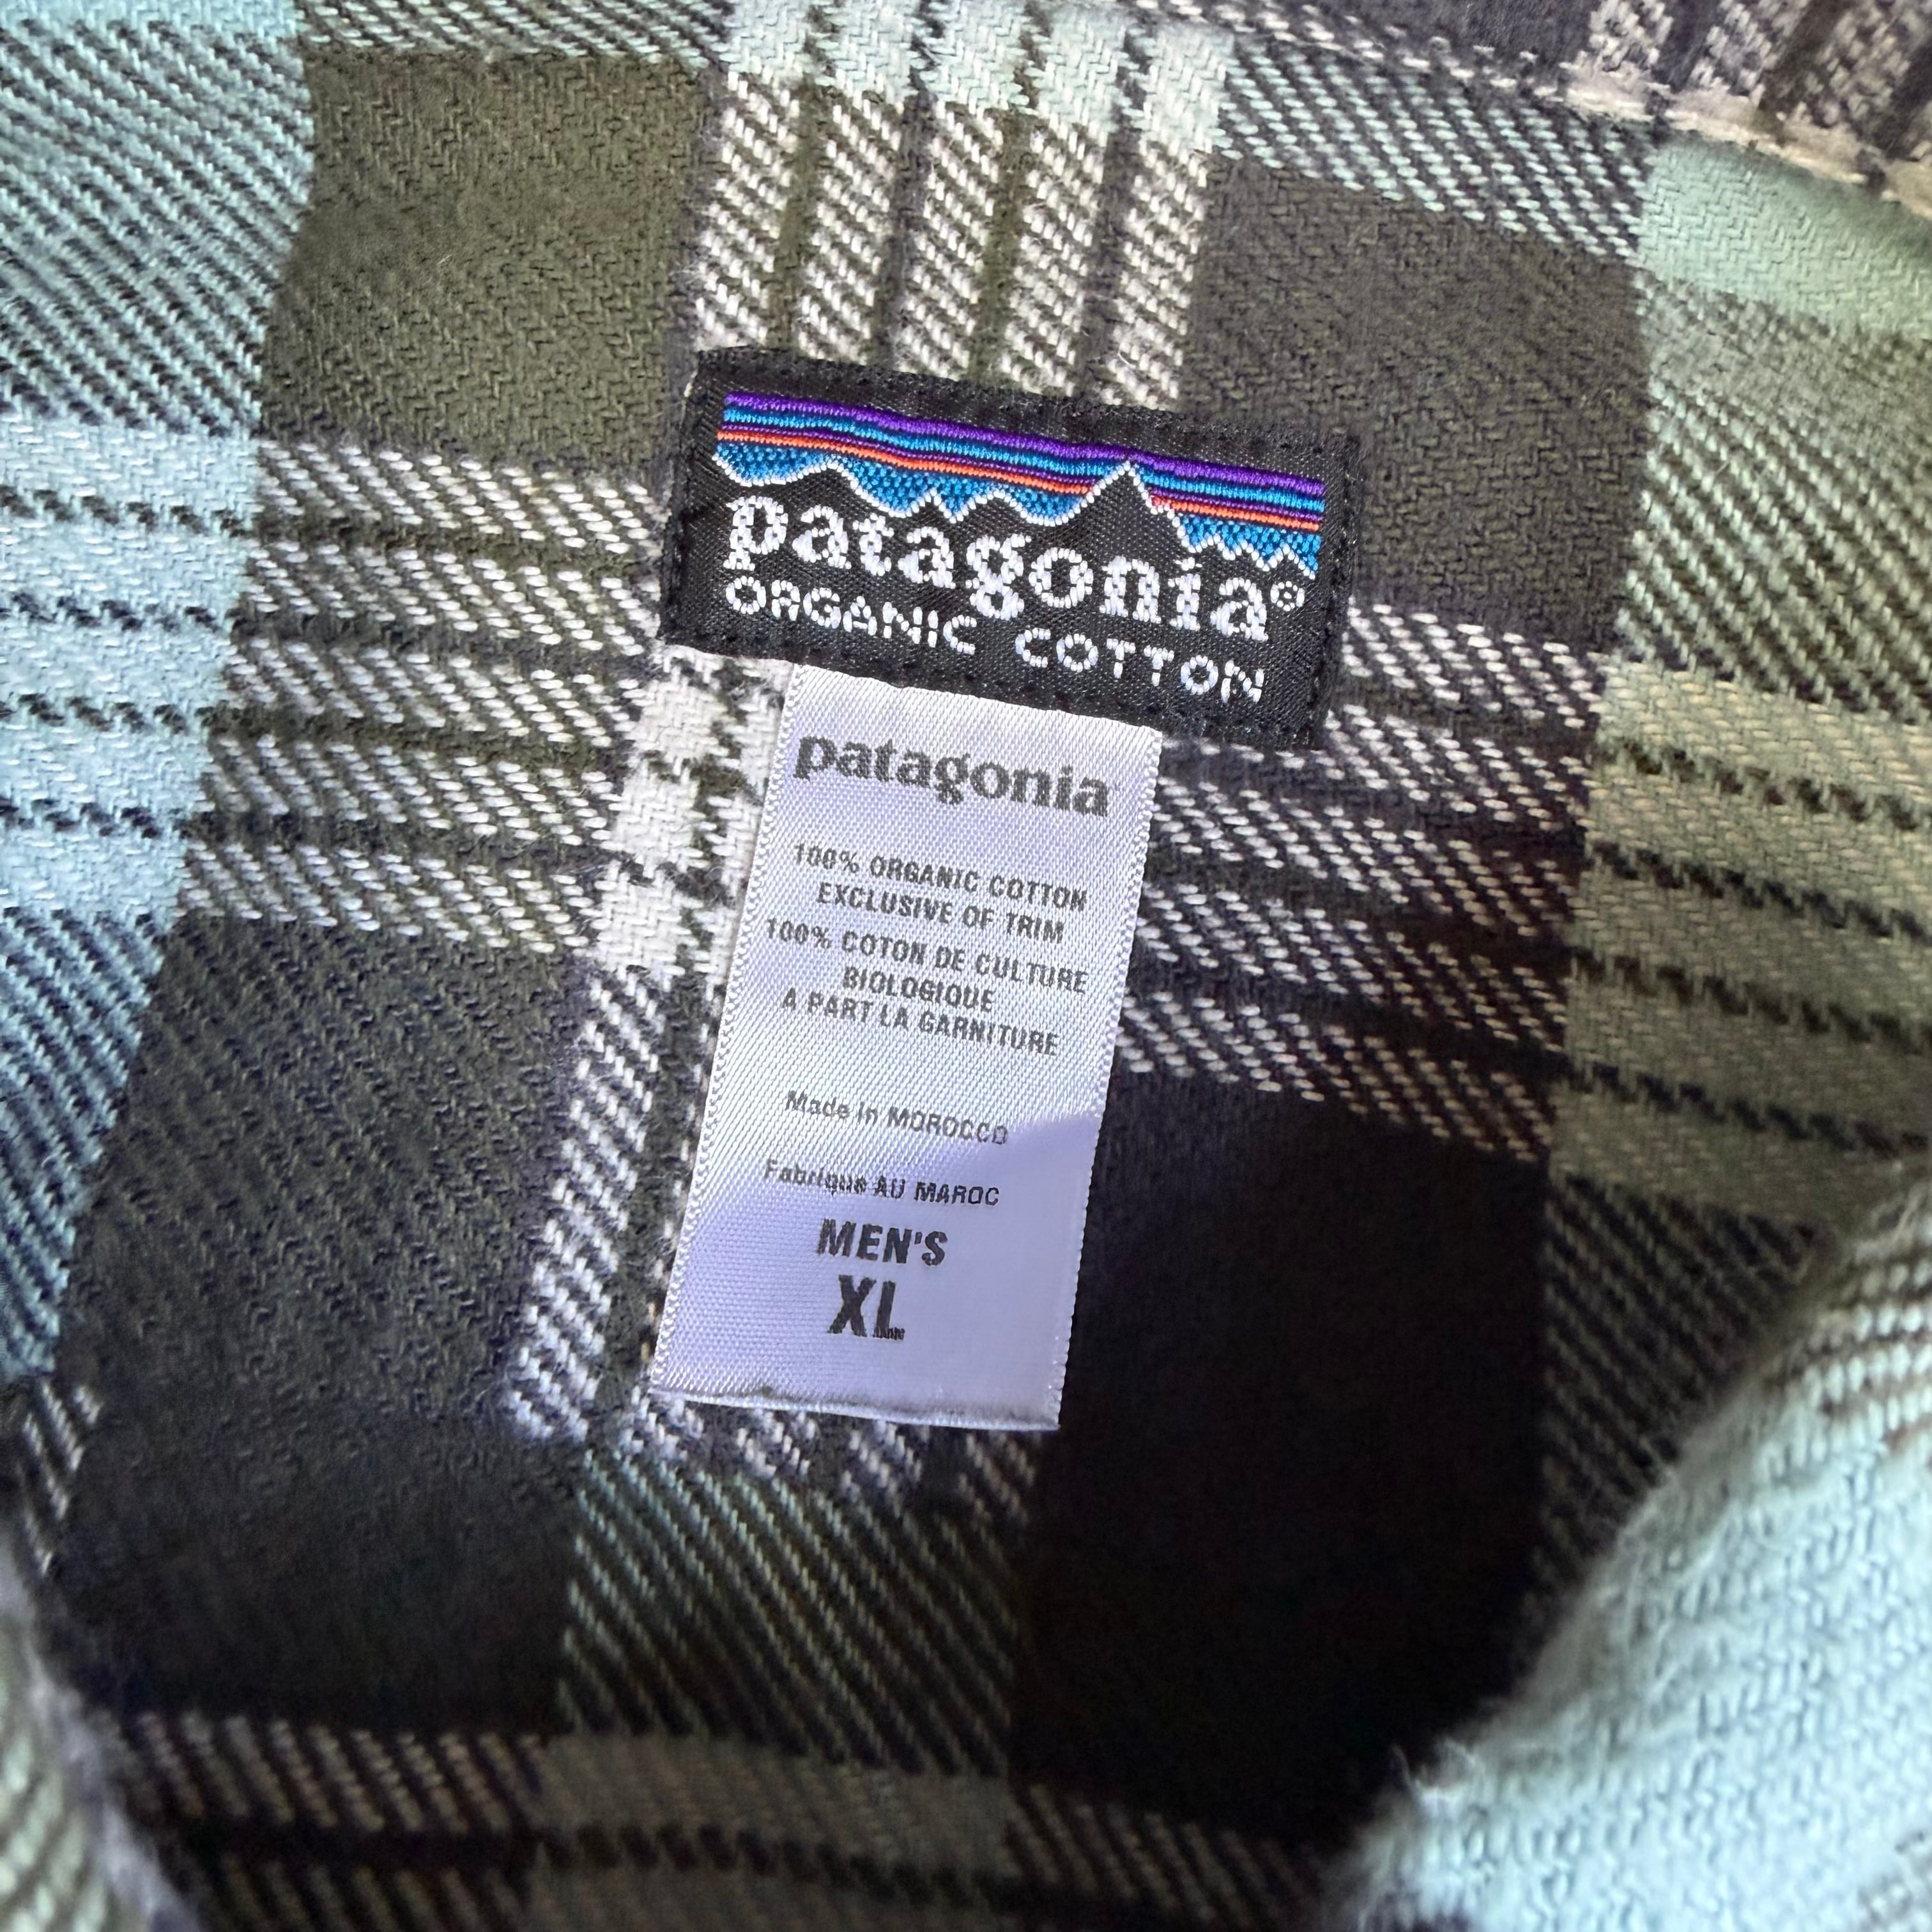 patagonia®
ORGANIC COTTON
patagonia
100% ORGANIC COTTON
EXCLUSIVE OF TRIM
100% COTON DE CULTURE
BIOLOGIQUE
A PART LA GARNITURE
Made in MOROCCO
Fabrique AU MAROC
MEN'S
XL